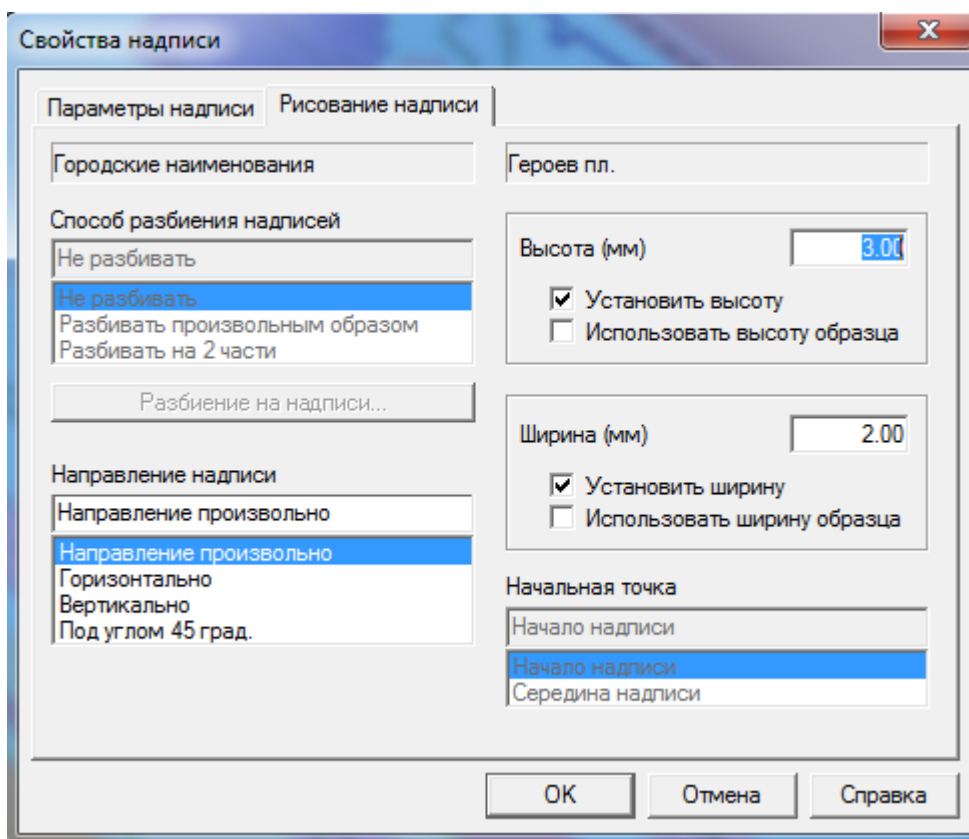 Свойства надписи
Параметры надписи
Рисование надписи
Городские наименования
Способ разбиения надписей
Не разбивать
Не разбивать
Разбивать произвольным образом
Разбивать на 2 части
Разбиение на надписи...
Направление надписи
Направление произвольно
Направление произвольно
Горизонтально
Вертикально
Под углом 45 град.
Героев пл.
Высота (мм) 3.00
Установить высоту
Использовать высоту образца
Ширина (мм) 2.00
Установить ширину
Использовать ширину образца
Начальная точка
Начало надписи
Начало надписи
Середина надписи
OK
Отмена
Справка